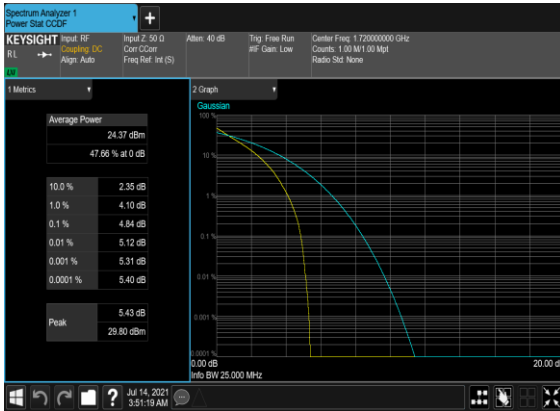 Spectrum Analyzer 1
Power Stat CCDF
KEYSIGHT
RL
Input: RF
Coupling: DC
Align: Auto
Input Z: 50 Ω
Corr CCorr
Freq Ref: Int (S)
Atten: 40 dB
Trig: Free Run
#IF Gain: Low
Center Freq: 1.720000000 GHz
Counts: 1.00 M/1.00 Mpt
Radio Std: None
1 Metrics
Average Power
24.37 dBm
47.66 % at 0 dB
10.0 % 2.35 dB
1.0 % 4.10 dB
0.1 % 4.84 dB
0.01 % 5.12 dB
0.001 % 5.31 dB
0.0001 % 5.40 dB
Peak
5.43 dB
29.80 dBm
2 Graph
Gaussian
100 %
10 %
1 %
0.1 %
0.01 %
0.001 %
0.0001 %
0.00 dB
20.00 d
Info BW 25.000 MHz
?
Jul 14, 2021
3:51:19 AM